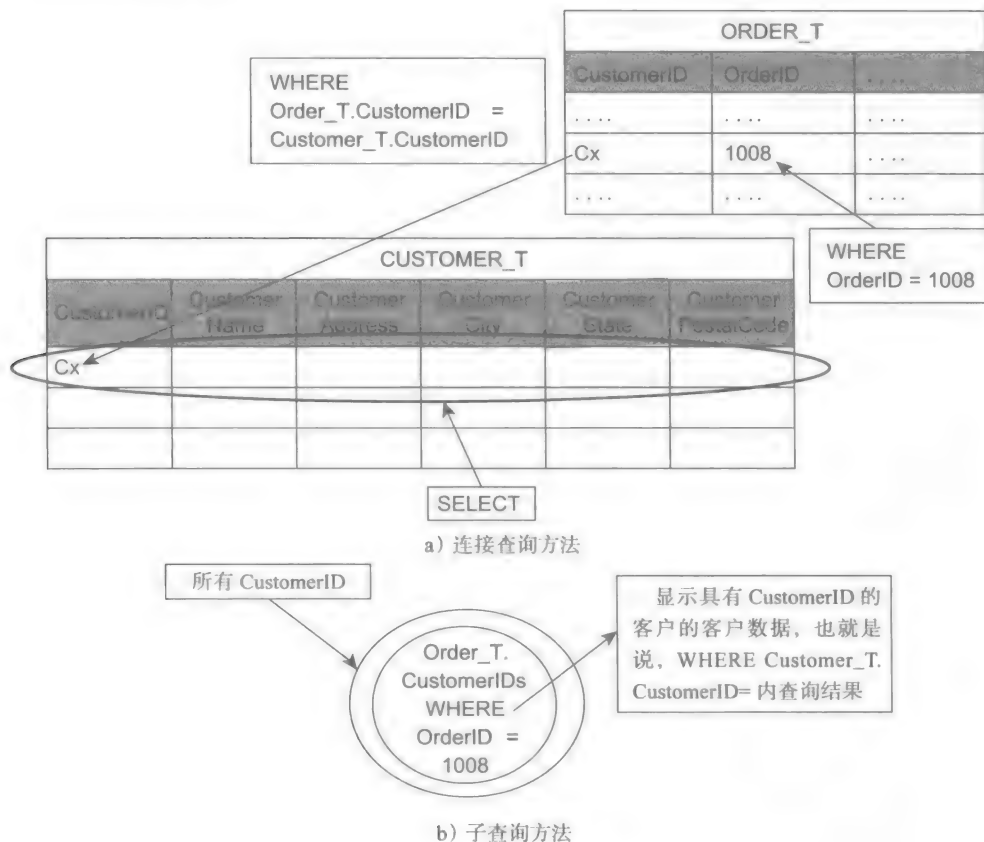 ORDER_T
CustomerID OrderID ....
.... .... ....
Cx 1008 ....
.... .... ....
WHERE
Order_T.CustomerID =
Customer_T.CustomerID
WHERE
OrderID = 1008
CUSTOMER_T
CustomerID Customer Name Customer Address Customer City Customer State Customer PostalCode
Cx
SELECT
a) 连接查询方法
所有 CustomerID
Order_T.
CustomerIDs
WHERE
OrderID =
1008
显示具有 CustomerID 的
客户的客户数据，也就是
说，WHERE Customer_T.
CustomerID= 内查询结果
b) 子查询方法